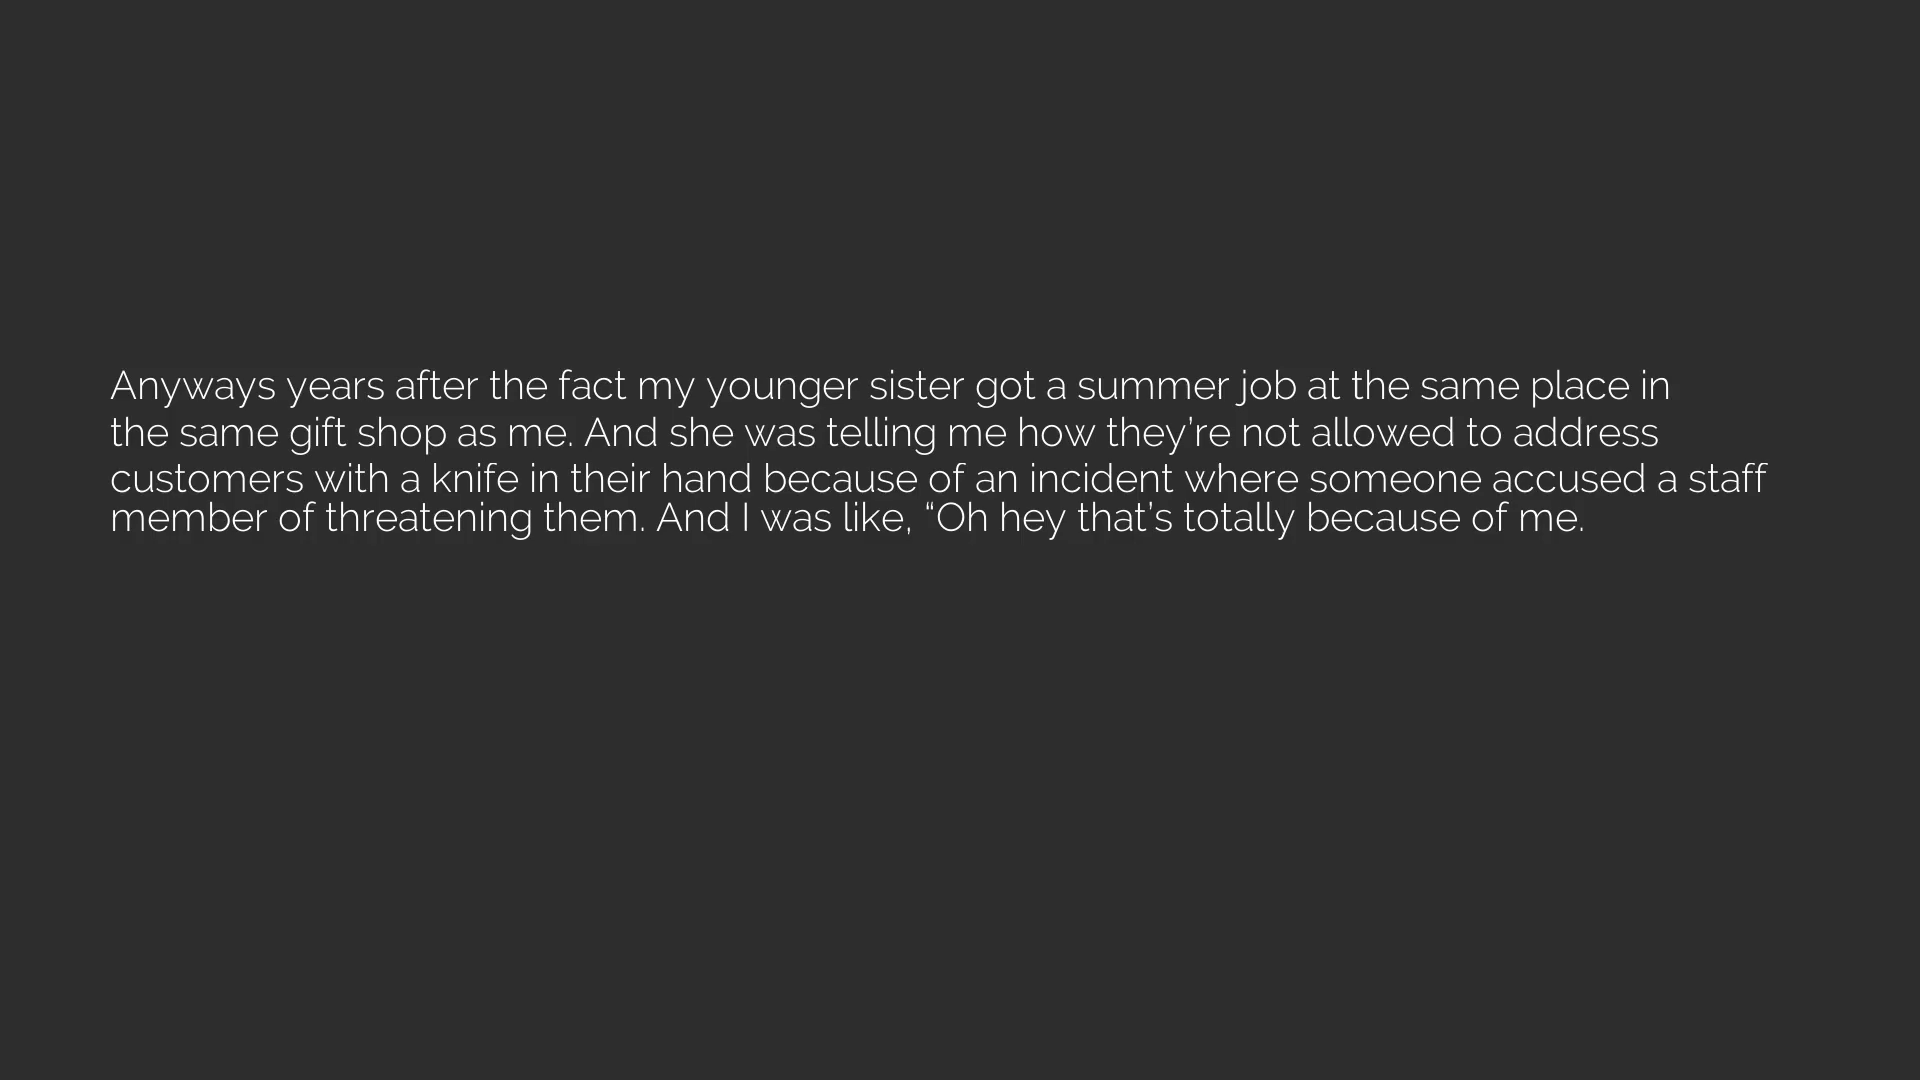 Anyways years after the fact my younger sister got a summer job at the same place in
the same gift shop as me. And she was telling me how they’re not allowed to address
customers with a knife in their hand because of an incident where someone accused a staff
member of threatening them. And I was like, “Oh hey that’s totally because of me.